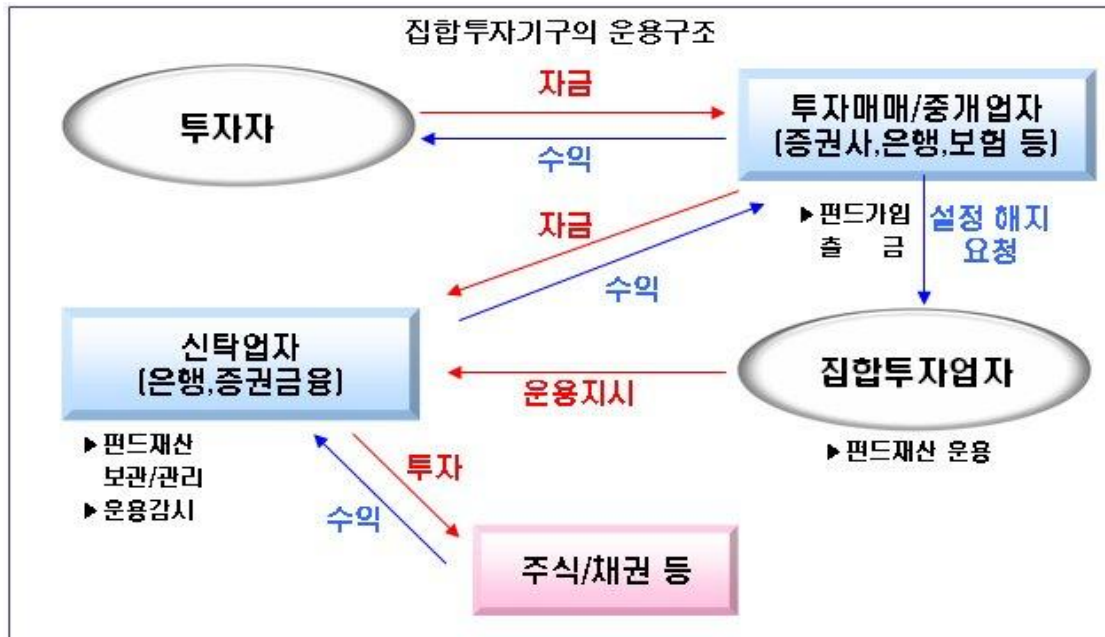 집합투자기구의 운용구조
투자자
자금
수익
투자매매/중개업자
(증권사,은행,보험 등)
▶펀드가입
출 금
설정 해지
요청
자금
수익
신탁업자
(은행,증권금융)
▶펀드재산
보관/관리
▶운용감시
운용지시
집합투자업자
▶펀드재산 운용
투자
수익
주식/채권 등